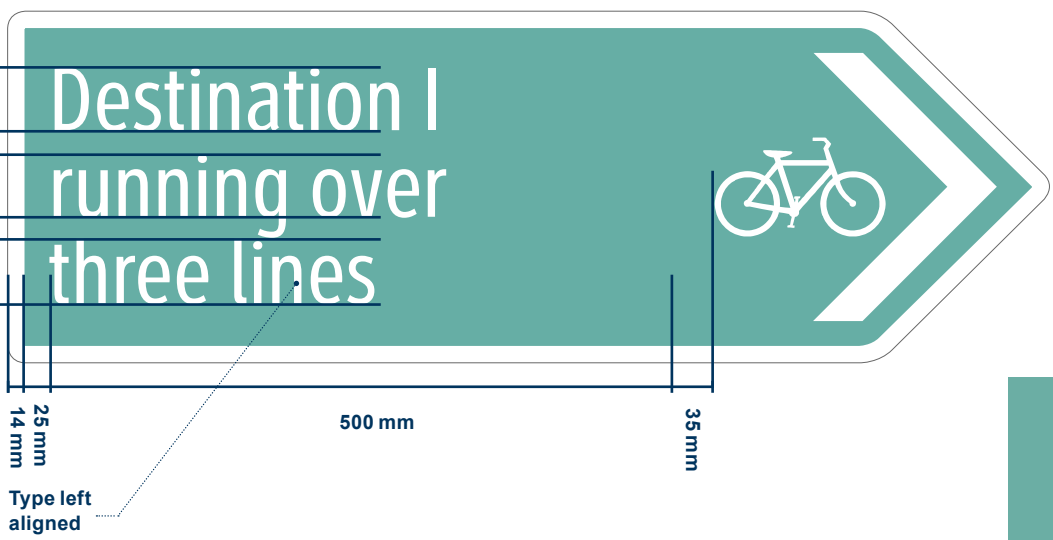 Destination I
running over
three lines
14 mm
25 mm
500 mm
35 mm
Type left
aligned